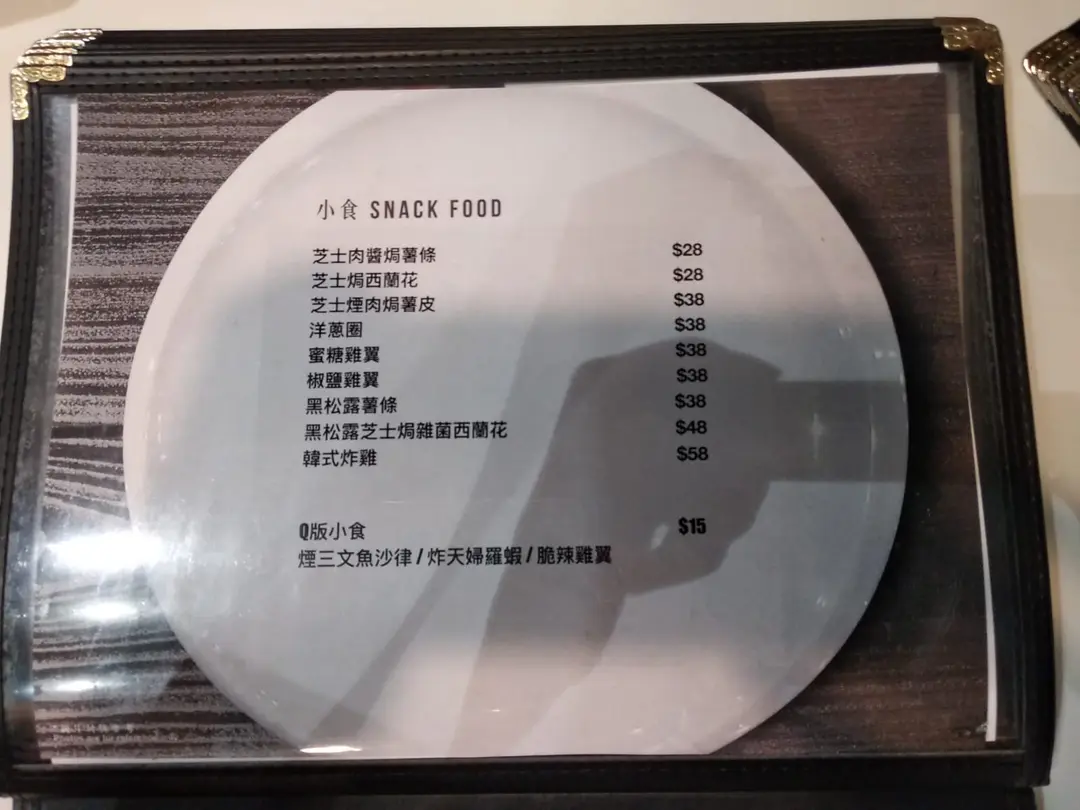 小食 SNACK FOOD
芝士肉醬焗薯條 $28
芝士焗西蘭花 $28
芝士煙肉焗薯皮 $38
洋蔥圈 $38
蜜糖雞翼 $38
椒鹽雞翼 $38
黑松露薯條 $38
黑松露芝士焗雜菌西蘭花 $48
韓式炸雞 $58
Q版小食 $15
煙三文魚沙律 / 炸天婦羅蝦 / 脆辣雞翼
Photos are for